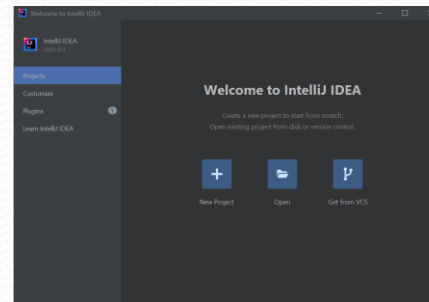 Welcome to IntelliJ IDEA
IntelliJ IDEA
2021.2.3
Projects
Customize
Plugins
1
Learn IntelliJ IDEA
Welcome to IntelliJ IDEA
Create a new project to start from scratch.
Open existing project from disk or version control.
New Project
Open
Get from VCS